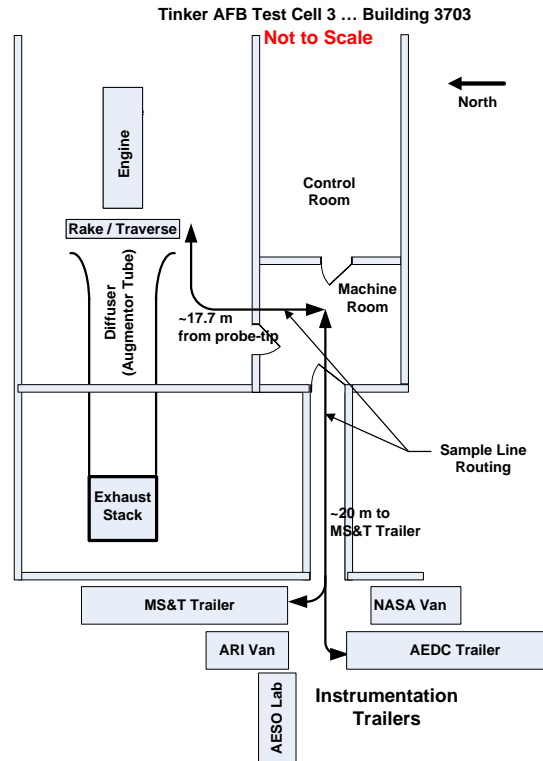 Tinker AFB Test Cell 3 … Building 3703
Not to Scale
North
Engine
Control
Room
Rake / Traverse
Diffuser
(Augmentor Tube)
Machine
Room
~17.7 m
from probe-tip
Sample Line
Routing
Exhaust
Stack
~20 m to
MS&T Trailer
MS&T Trailer
NASA Van
ARI Van
AEDC Trailer
AESO Lab
Instrumentation
Trailers